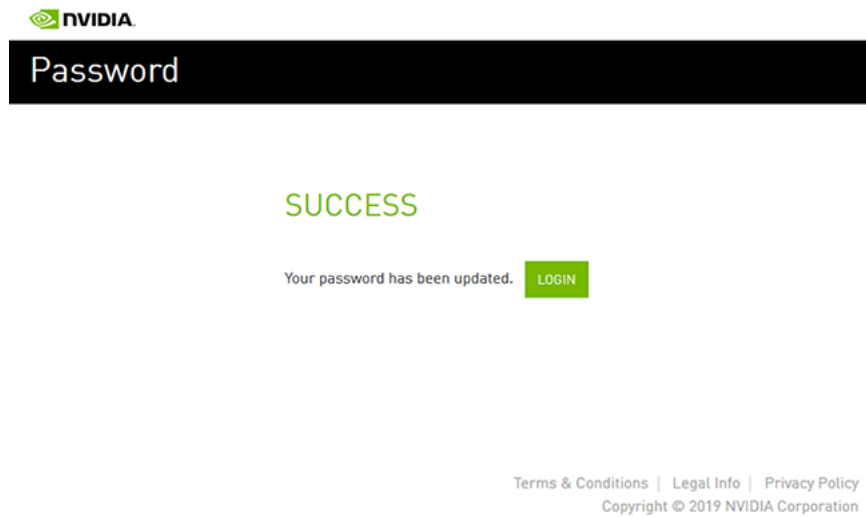 NVIDIA.
Password
SUCCESS
Your password has been updated. LOGIN
Terms & Conditions | Legal Info | Privacy Policy
Copyright © 2019 NVIDIA Corporation